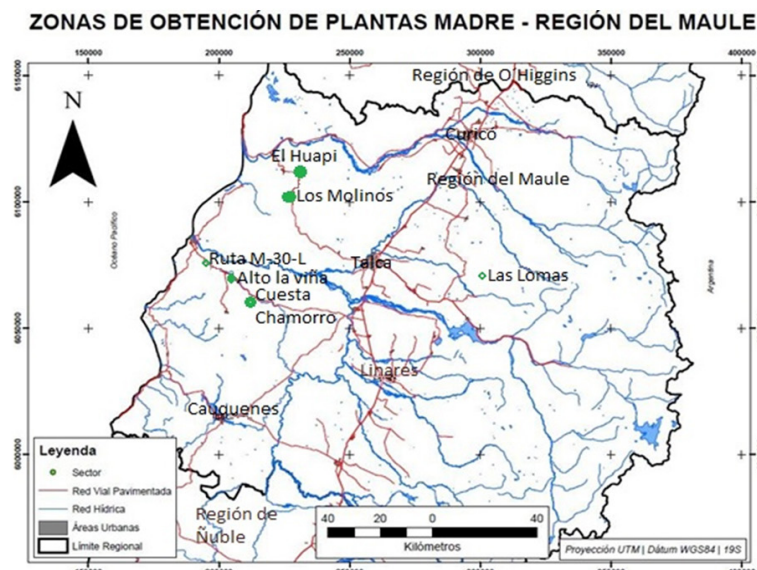 ZONAS DE OBTENCIÓN DE PLANTAS MADRE - REGIÓN DEL MAULE
150000 200000 250000 300000 350000 400000
6150000
Región de O´Higgins
N
Curicó
El Huapi
Región del Maule
6100000
Los Molinos
Océano Pacífico
Ruta M-30-L
Talca
Alto la viña
Las Lomas
Argentina
Cuesta
Chamorro
6050000
Linares
Cauquenes
6000000
Leyenda
Sector
Red Vial Pavimentada
Red Hídrica
Áreas Urbanas
Límite Regional
Región de
Ñuble
40 20 0 40
Kilómetros
Proyección UTM | Dátum WGS84 | 19S